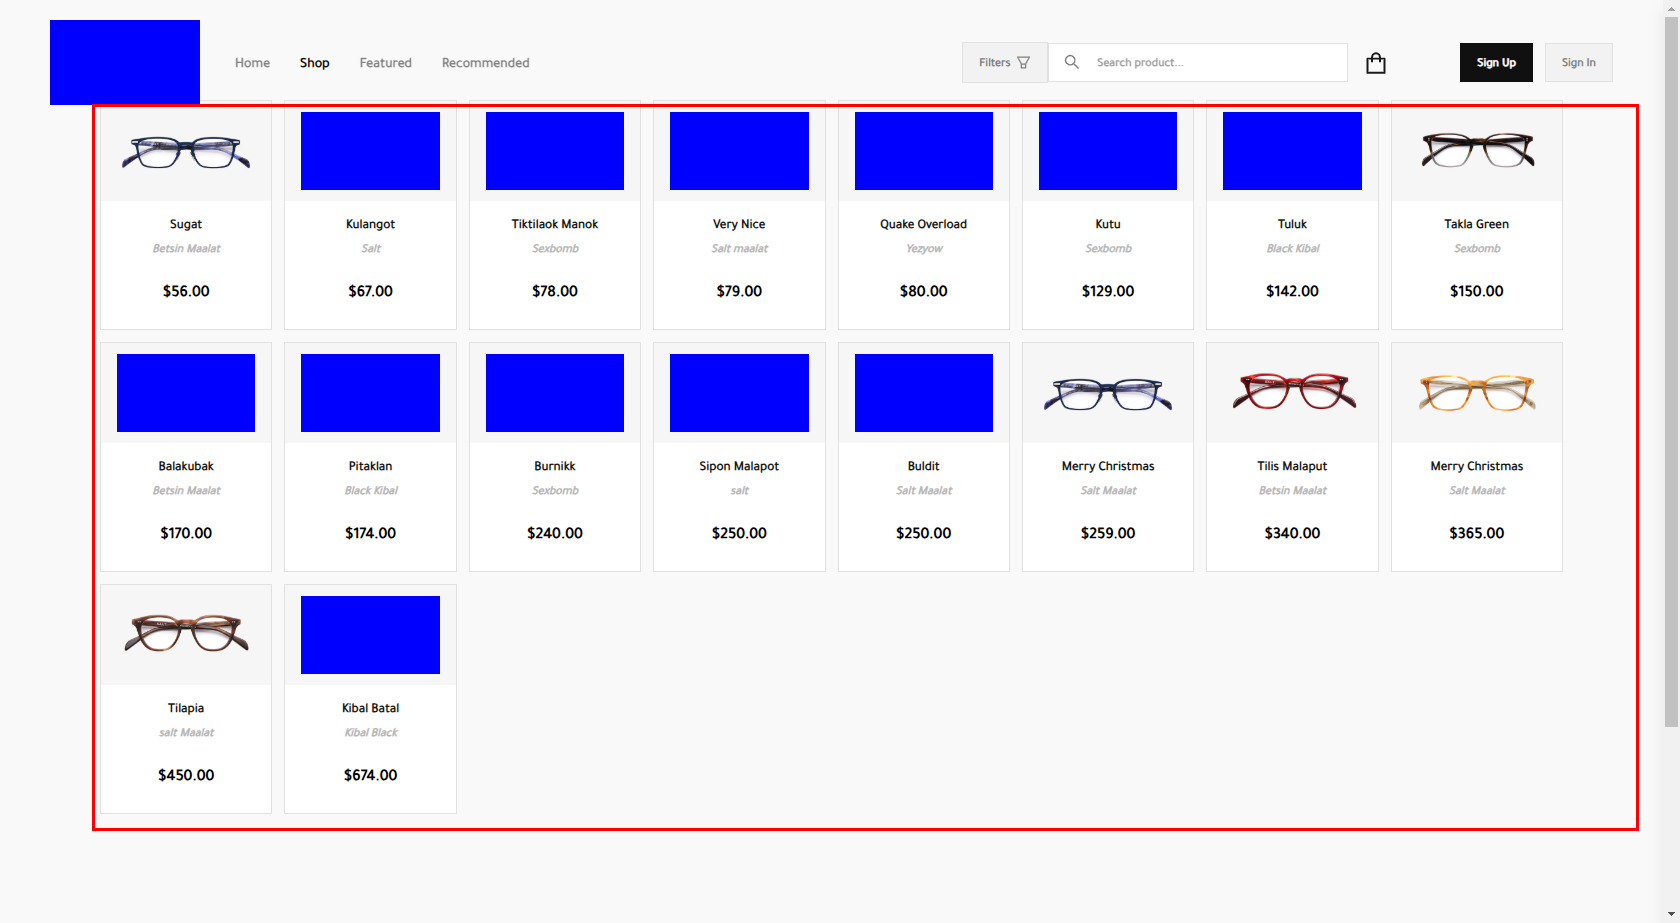 Home Shop Featured Recommended Filters Search product... Sign Up Sign In
Sugat Kulangot Tiktilaok Manok Very Nice Quake Overload Kutu Tuluk Takla Green
Betsin Maalat Salt Sexbomb Salt maalat Yezyow Sexbomb Black Kibal Sexbomb
$56.00 $67.00 $78.00 $79.00 $80.00 $129.00 $142.00 $150.00
Balakubak Pitaklan Burnikk Sipon Malapot Buldit Merry Christmas Tilis Malaput Merry Christmas
Betsin Maalat Black Kibal Sexbomb salt Salt Maalat Salt Maalat Betsin Maalat Salt Maalat
$170.00 $174.00 $240.00 $250.00 $250.00 $259.00 $340.00 $365.00
Tilapia Kibal Batal
salt Maalat Kibal Black
$450.00 $674.00